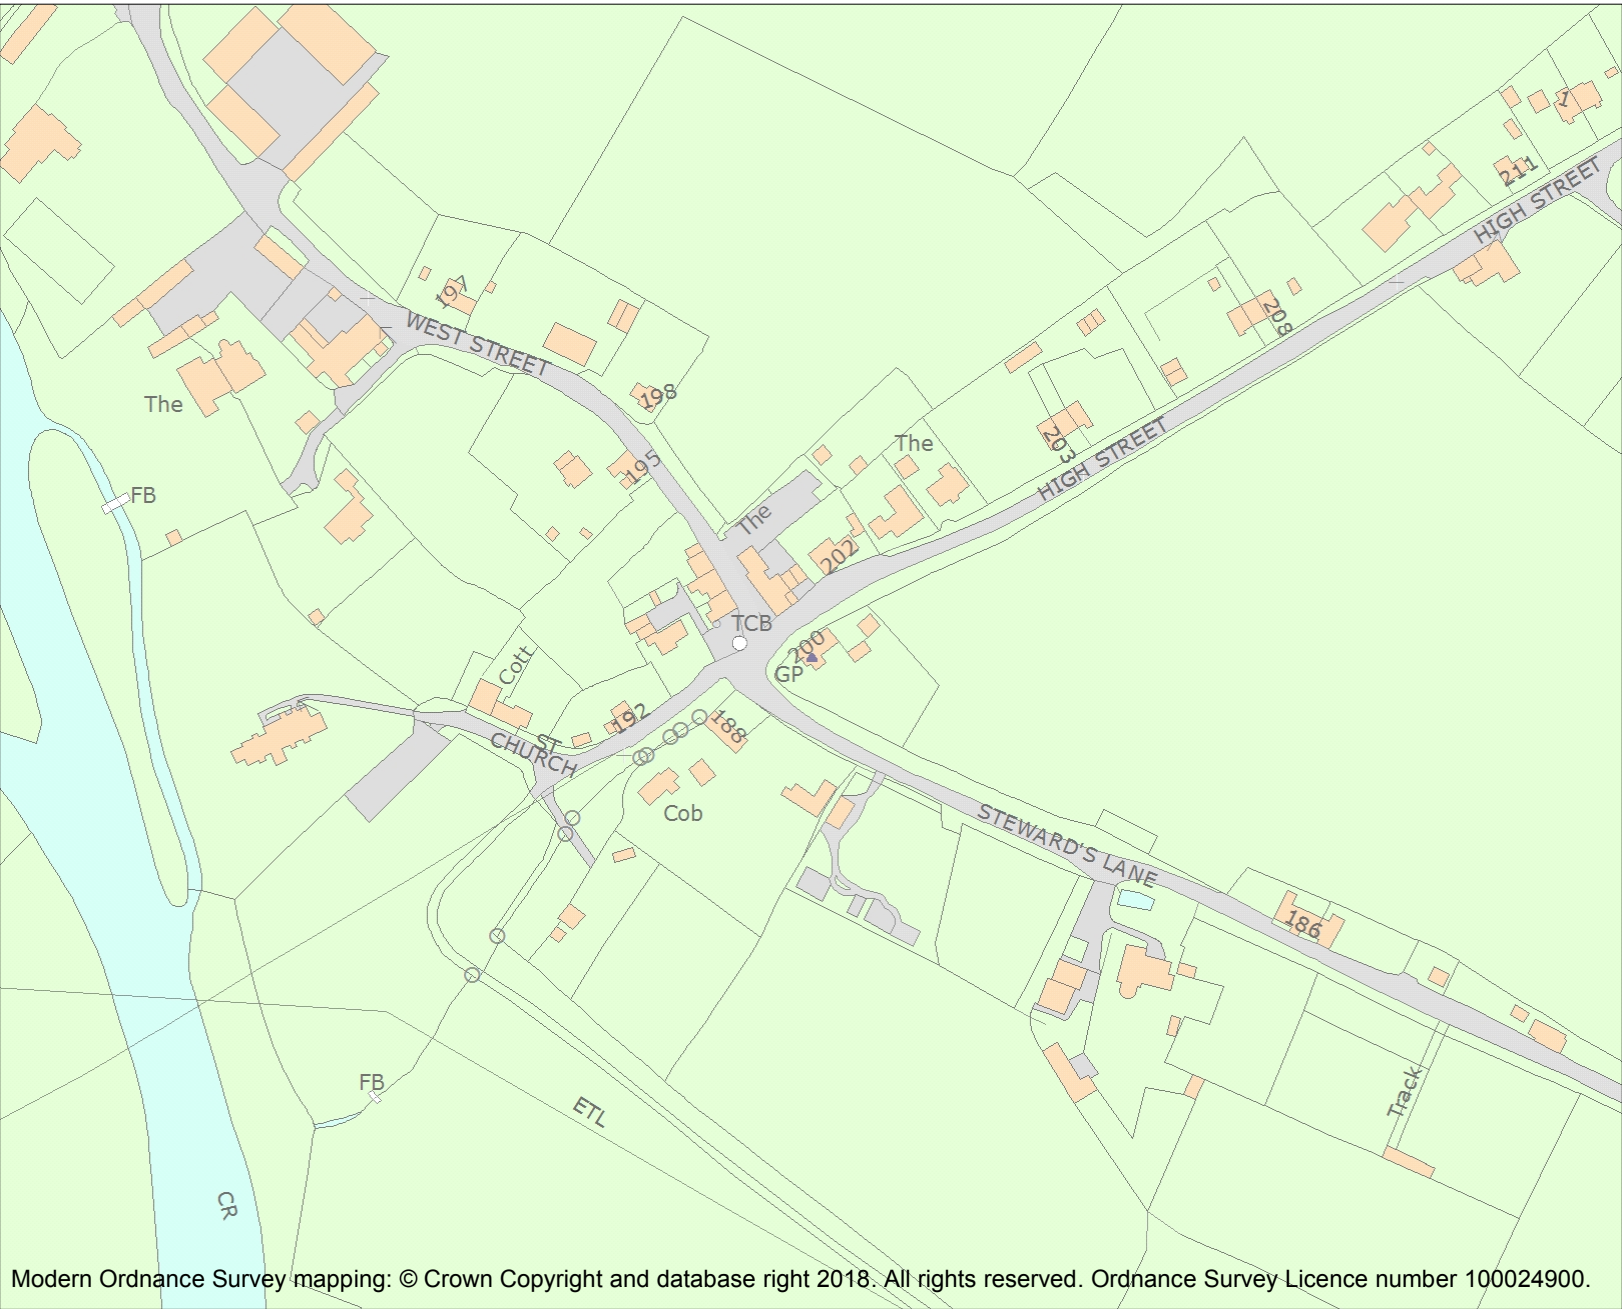 1
211
HIGH STREET
197
WEST STREET
208
The
198
203
HIGH STREET
The
195
FB
The
202
TCB
200
Cott
GP
192
188
CHURCH
ST
Cob
STEWARD'S LANE
186
FB
Track
ETL
CR
Modern Ordnance Survey mapping: © Crown Copyright and database right 2018. All rights reserved. Ordnance Survey Licence number 100024900.